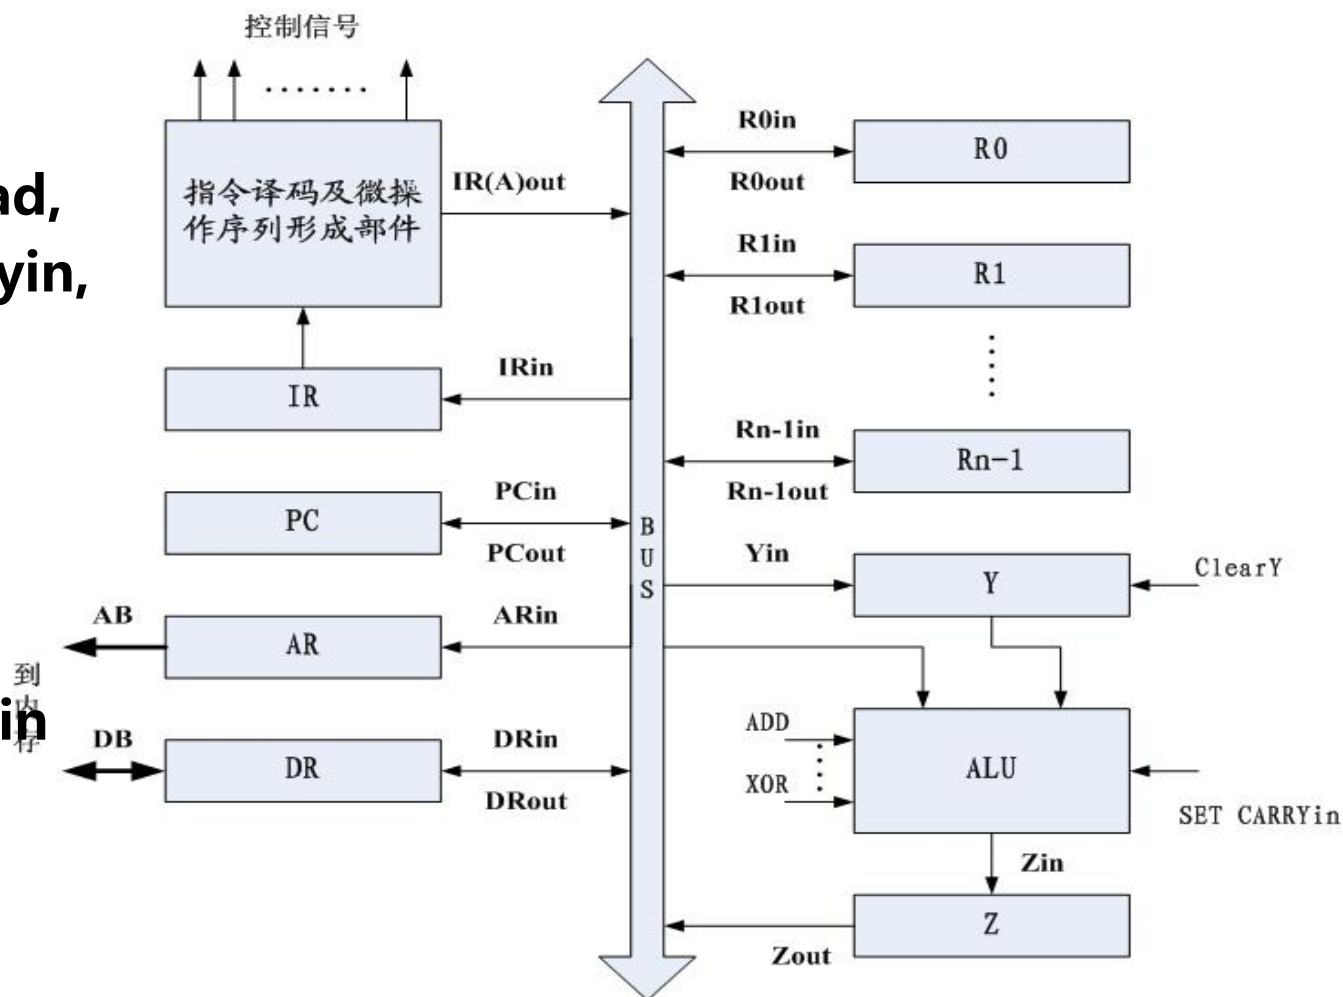 控制信号
.......
ad,
yin,
指令译码及微操
作序列形成部件
IR(A)out
R0in
R0
R0out
R1in
R1
R1out
IRin
IR
Rn-1in
Rn-1
Rn-1out
PCin
PC
PCout
B
U
S
Yin
Y
ClearY
AB
ARin
AR
到
内
存
in
DB
DRin
DR
DRout
ADD
XOR
ALU
SET CARRYin
Zin
Z
Zout